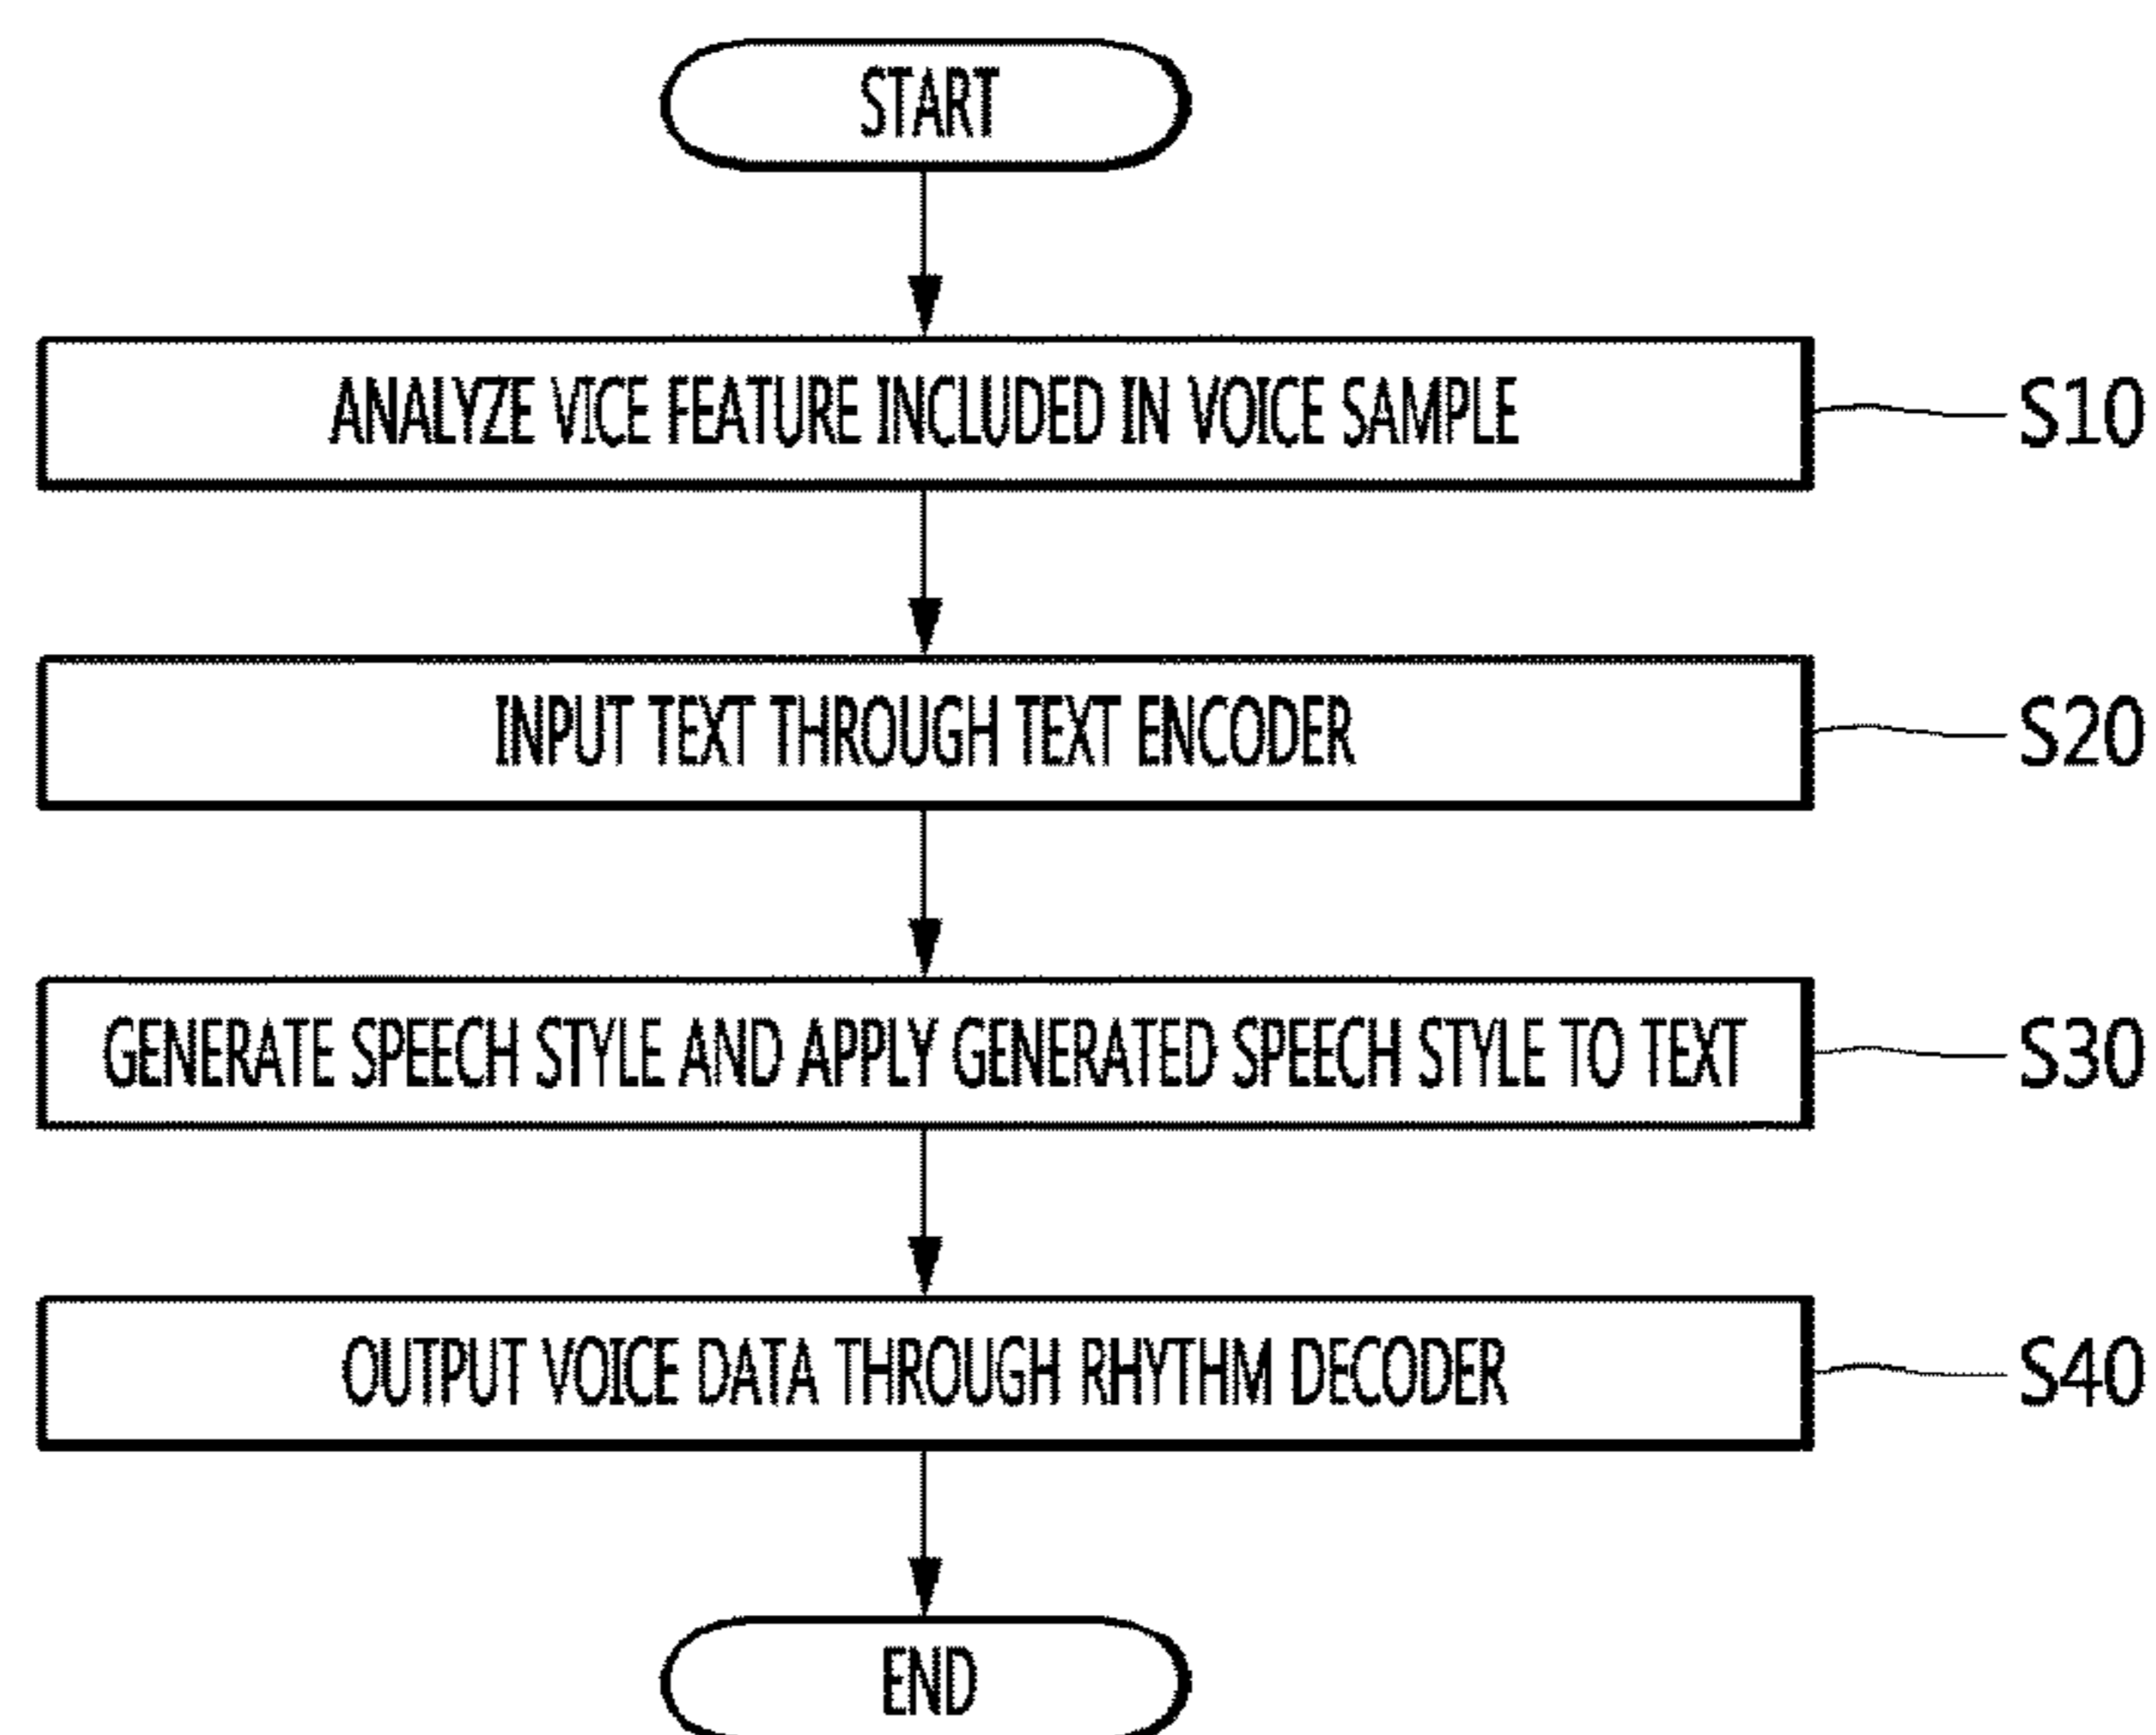 START
ANALYZE VICE FEATURE INCLUDED IN VOICE SAMPLE
S10
INPUT TEXT THROUGH TEXT ENCODER
S20
GENERATE SPEECH STYLE AND APPLY GENERATED SPEECH STYLE TO TEXT
S30
OUTPUT VOICE DATA THROUGH RHYTHM DECODER
S40
END